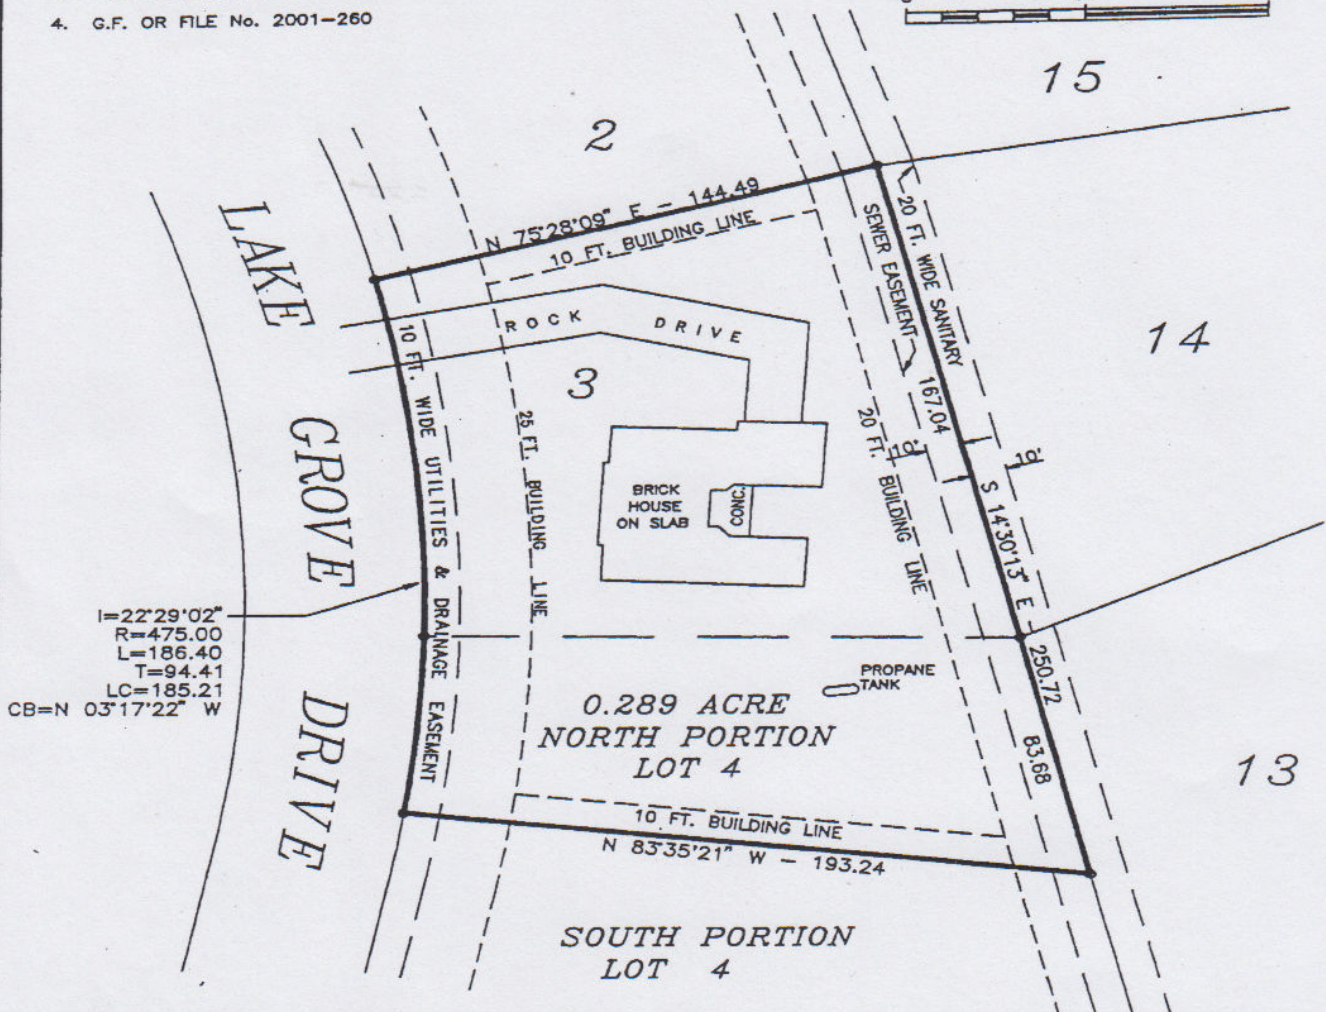 4. G.F. OR FILE No. 2001-260
15
2
N 75°28'09" E - 144.49
10 FT. BUILDING LINE
20 FT. WIDE SANITARY
SEWER EASEMENT
LAKE GROVE DRIVE
ROCK DRIVE
10 FT. WIDE UTILITIES & DRAINAGE EASEMENT
3
14
167.04
25 FT. BUILDING LINE
20 FT. BUILDING LINE
10'
10'
BRICK
HOUSE
ON SLAB
CONC.
S 14°30'13" E 250.72
I=22°29'02"
R=475.00
L=186.40
T=94.41
LC=185.21
CB=N 03°17'22" W
PROPANE
TANK
0.289 ACRE
NORTH PORTION
LOT 4
83.68
13
10 FT. BUILDING LINE
N 83°35'21" W - 193.24
SOUTH PORTION
LOT 4